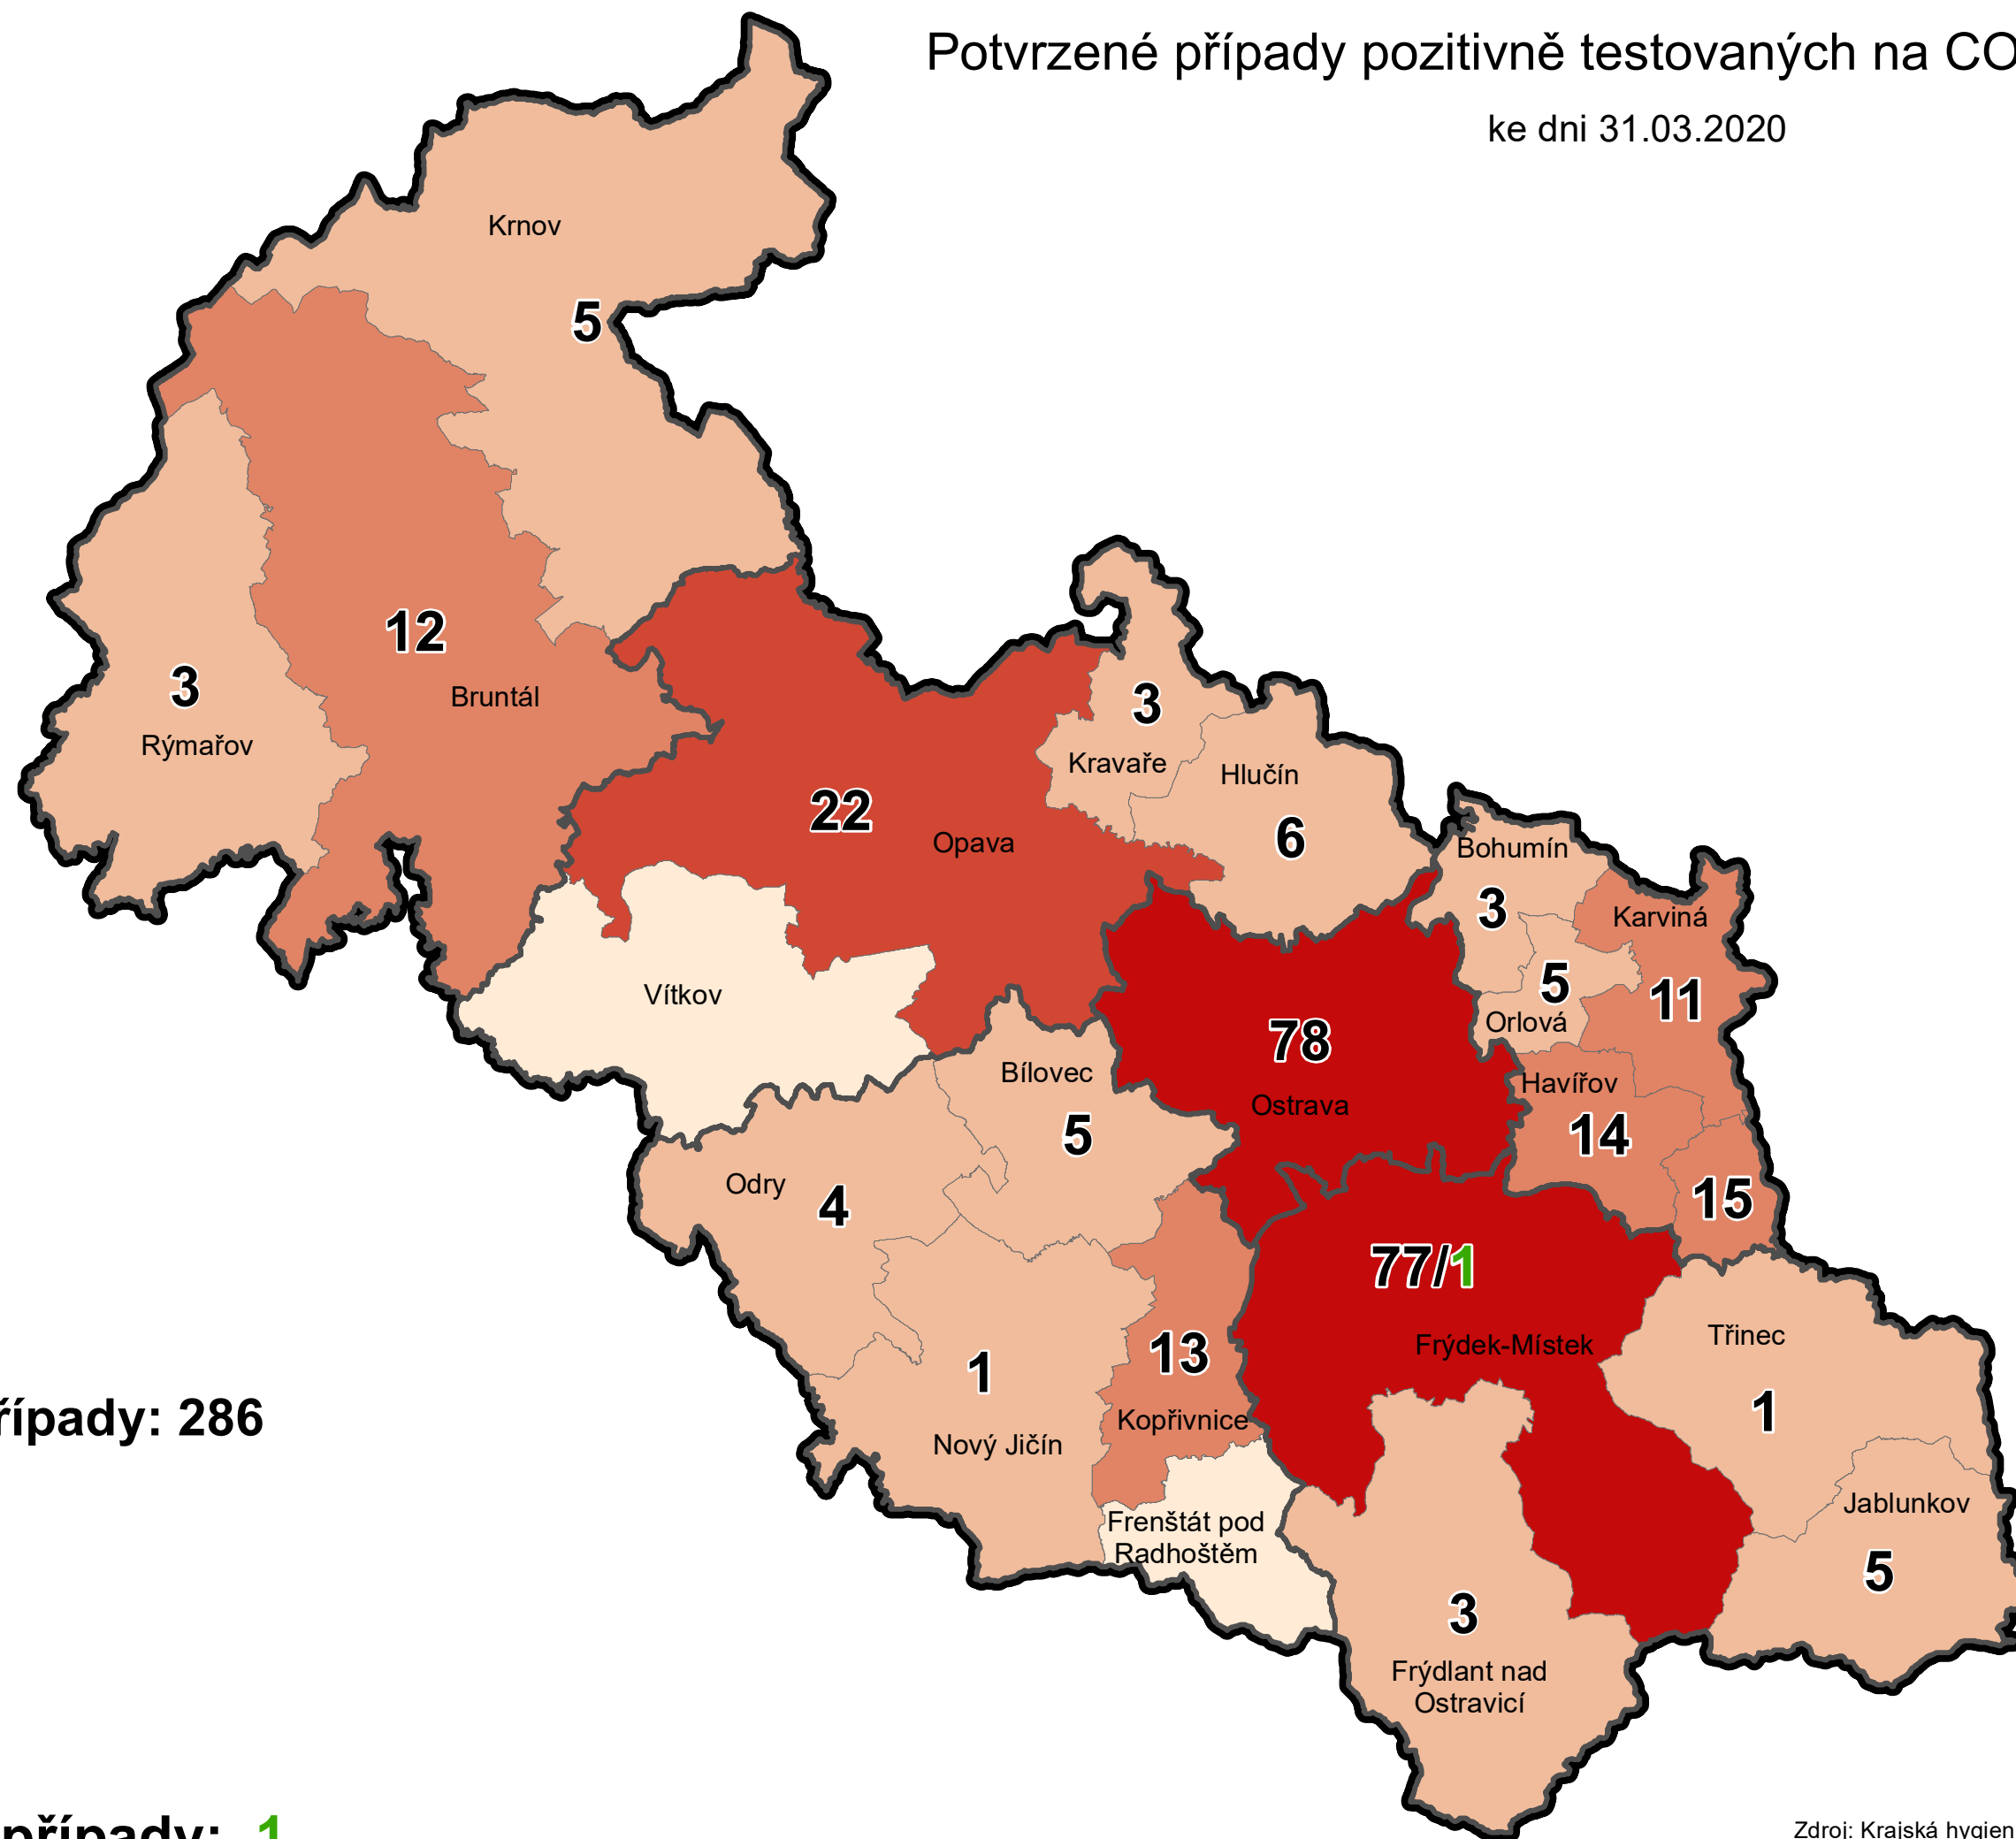 Potvrzené případy pozitivně testovaných na CO
ke dni 31.03.2020
Krnov
5
12
Bruntál
3
Rýmařov
22
Opava
3
Kravaře
Hlučín
6
Bohumín
3
Karviná
11
5
Orlová
Vítkov
78
Ostrava
Bílovec
5
Havířov
14
15
Odry
4
77/1
Frýdek-Místek
13
Kopřivnice
1
Nový Jičín
Třinec
1
řípady: 286
Jablunkov
5
Frenštát pod
Radhoštěm
3
Frýdlant nad
Ostravicí
případy: 1
Zdroj: Krajská hygien